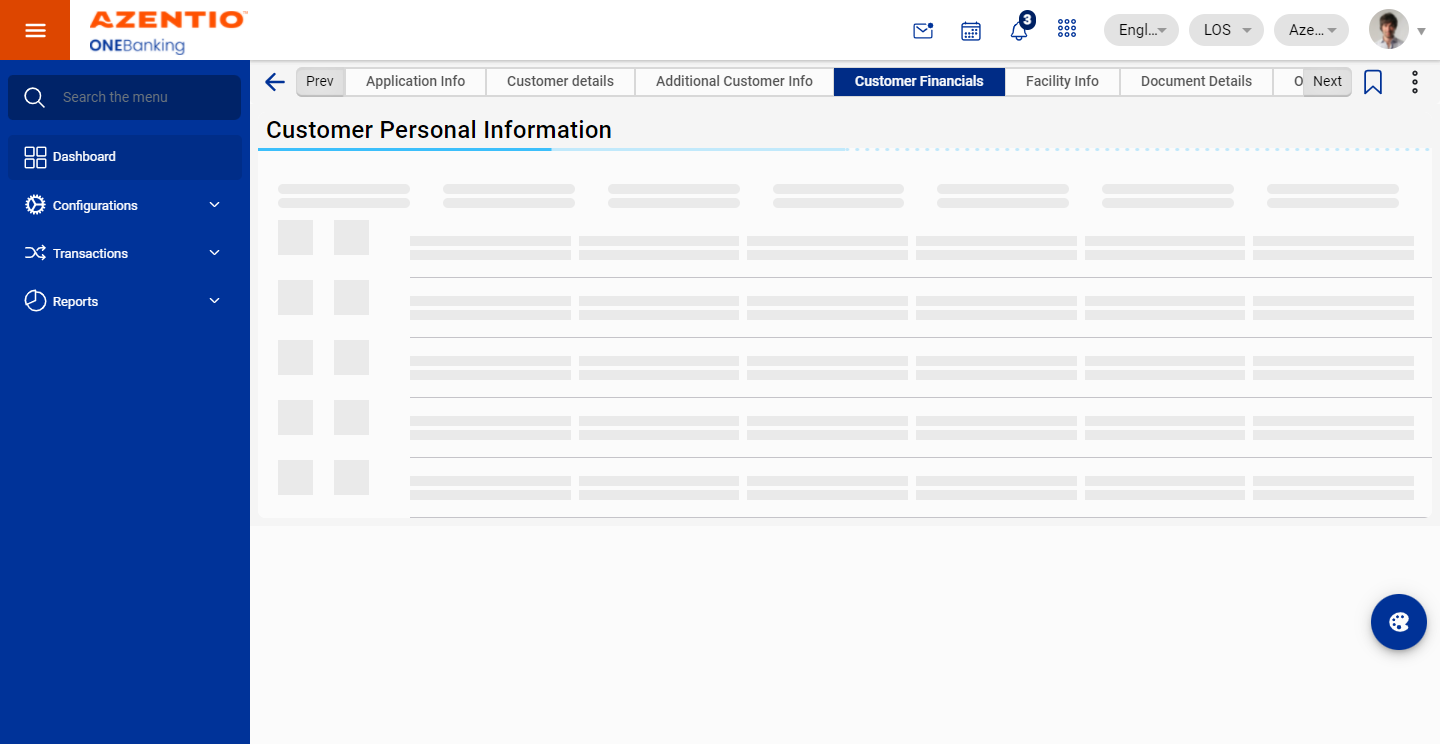 AZENTIO™
ONEBanking
3
Engl...
LOS
Aze...
Search the menu
Dashboard
Configurations
Transactions
Reports
Prev
Application Info
Customer details
Additional Customer Info
Customer Financials
Facility Info
Document Details
O
Next
Customer Personal Information